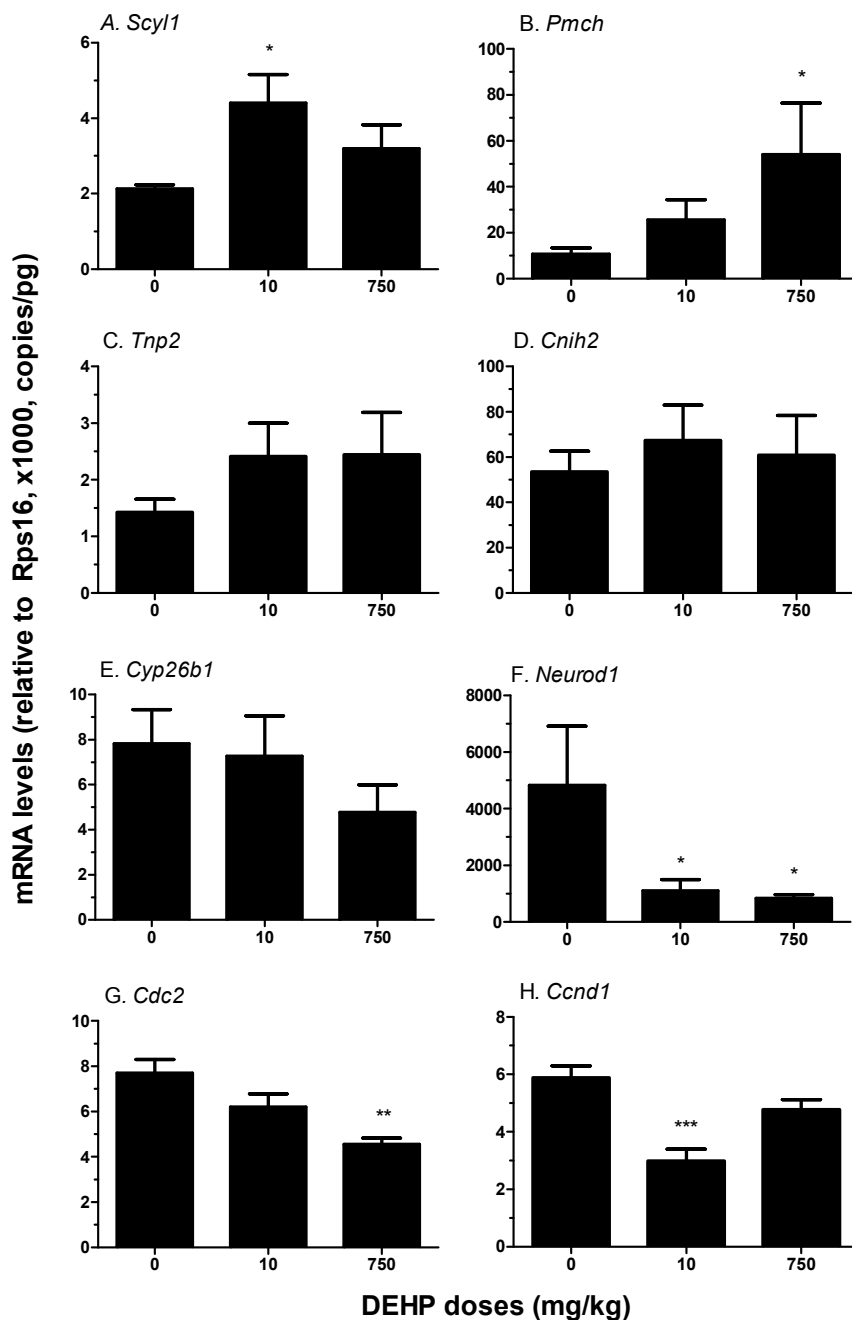 A. Scyl1
B. Pmch
*
*
6
4
2
0
100
80
60
40
20
0
0 10 750
0 10 750
C. Tnp2
D. Cnih2
4
3
2
1
0
100
80
60
40
20
0
0 10 750
0 10 750
E. Cyp26b1
F. Neurod1
10
8
6
4
2
0
8000
6000
4000
2000
0
*
*
0 10 750
0 10 750
G. Cdc2
H. Ccnd1
10
8
6
4
2
0
8
6
4
2
0
**
***
0 10 750
0 10 750
mRNA levels (relative to Rps16, x1000, copies/pg)
DEHP doses (mg/kg)